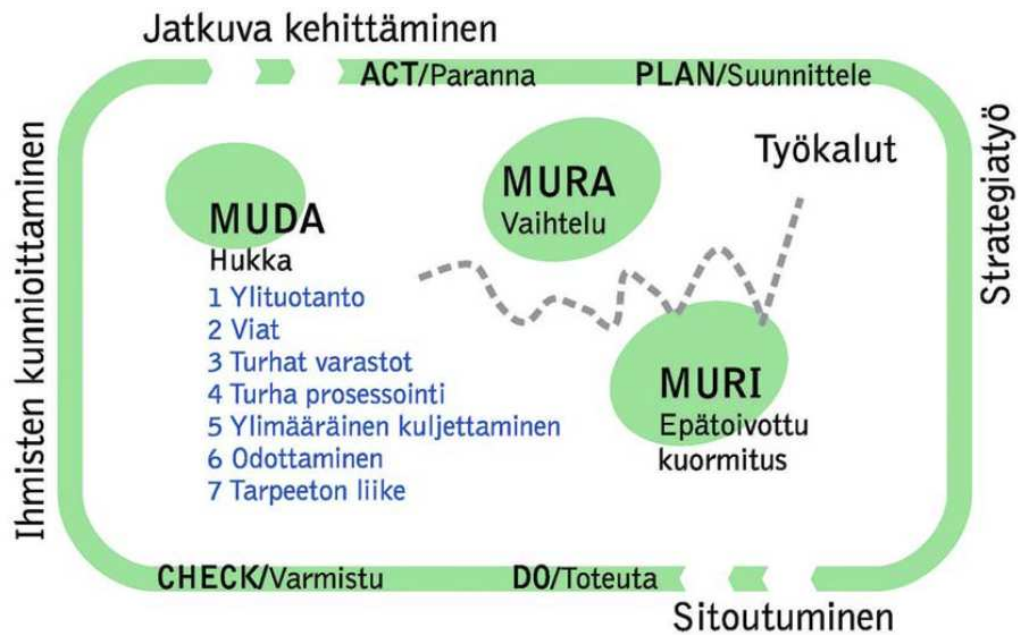 Jatkuva kehittäminen
ACT/Paranna
PLAN/Suunnittele
Ihmisten kunnioittaminen
Strategiatyö
Työkalut
MUDA
Hukka
1 Ylituotanto
2 Viat
3 Turhat varastot
4 Turha prosessointi
5 Ylimääräinen kuljettaminen
6 Odottaminen
7 Tarpeeton liike
MURA
Vaihtelu
MURI
Epätoivottu
kuormitus
CHECK/Varmistu
DO/Toteuta
Sitoutuminen